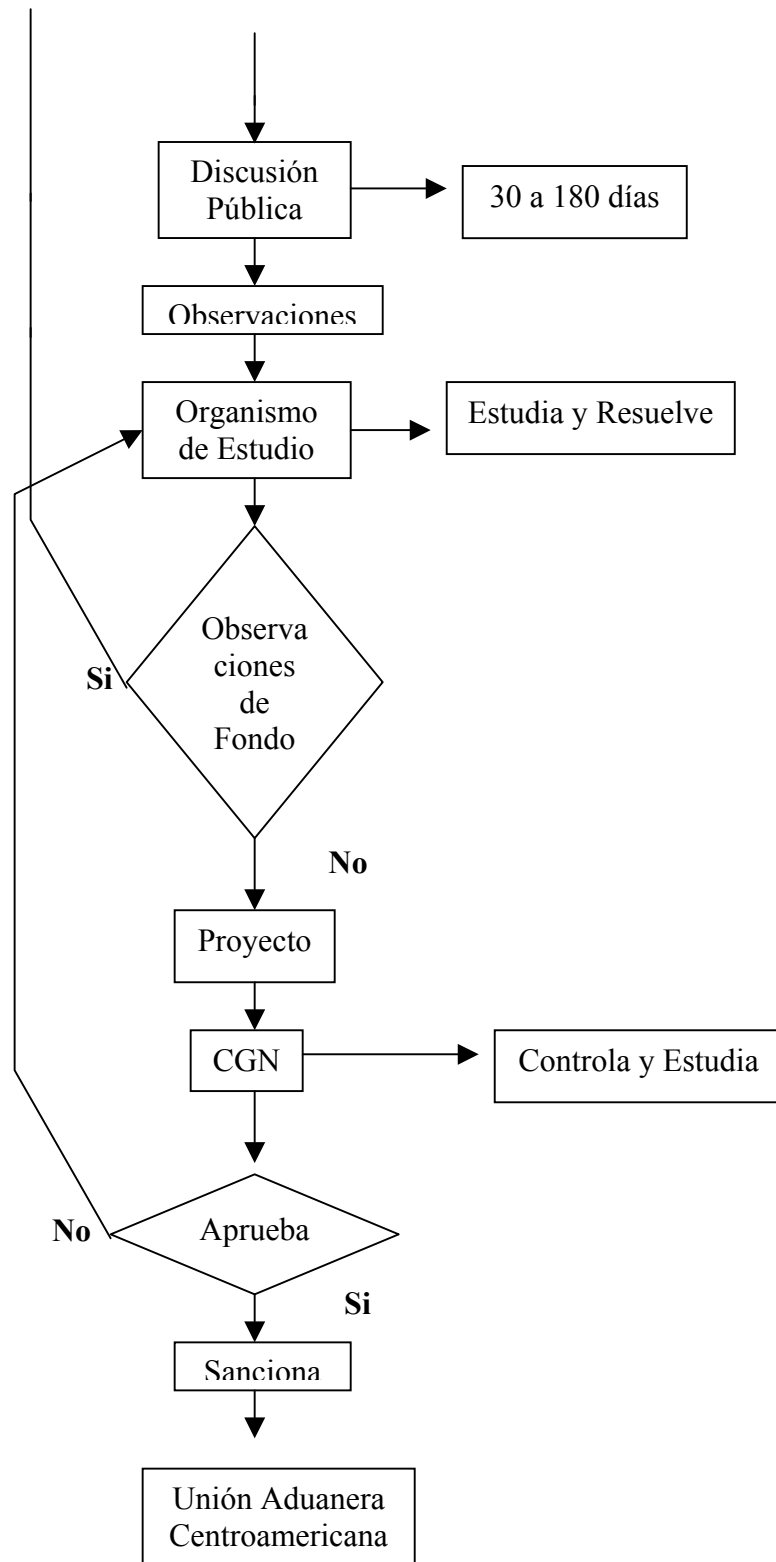 Discusión
Pública
30 a 180 días
Observaciones
Organismo
de Estudio
Estudia y Resuelve
Observa
ciones
de
Fondo
Si
No
Proyecto
CGN
Controla y Estudia
Aprueba
No
Si
Sanciona
Unión Aduanera
Centroamericana